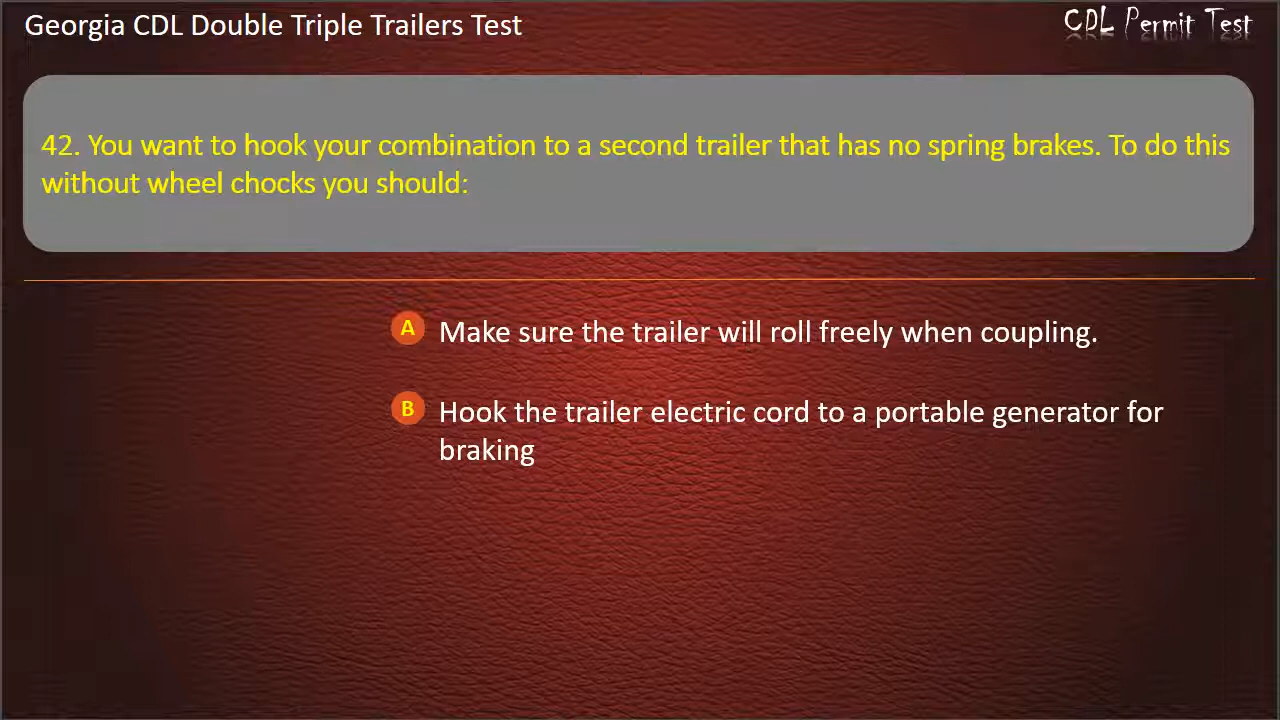 Georgia CDL Double Triple Trailers Test
CDL Permit Test
42. You want to hook your combination to a second trailer that has no spring brakes. To do this
without wheel chocks you should:
A Make sure the trailer will roll freely when coupling.
B Hook the trailer electric cord to a portable generator for
braking